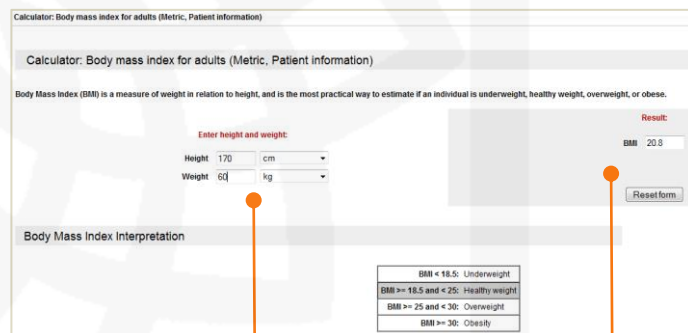 Calculator: Body mass index for adults (Metric, Patient information)
Calculator: Body mass index for adults (Metric, Patient information)
Body Mass Index (BMI) is a measure of weight in relation to height, and is the most practical way to estimate if an individual is underweight, healthy weight, overweight, or obese.
Enter height and weight:
Height 170 cm
Weight 60 kg
Result:
BMI 20.8
Reset form
Body Mass Index Interpretation
BMI < 18.5: Underweight
BMI >= 18.5 and < 25: Healthy weight
BMI >= 25 and < 30: Overweight
BMI >= 30: Obesity